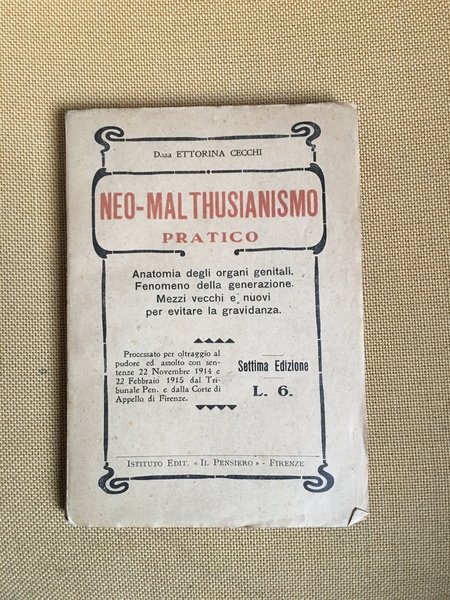 D.ssa ETTORINA CECCHI
NEO-MALTHUSIANISMO
PRATICO
Anatomia degli organi genitali.
Fenomeno della generazione.
Mezzi vecchi e nuovi
per evitare la gravidanza.
Processato per oltraggio al
pudore ed assolto con sen-
tenze 22 Novembre 1914 e
22 Febbraio 1915 dal Tri-
bunale Pen. e dalla Corte di
Appello di Firenze.
Settima Edizione
L. 6.
ISTITUTO EDIT. « IL PENSIERO » - FIRENZE